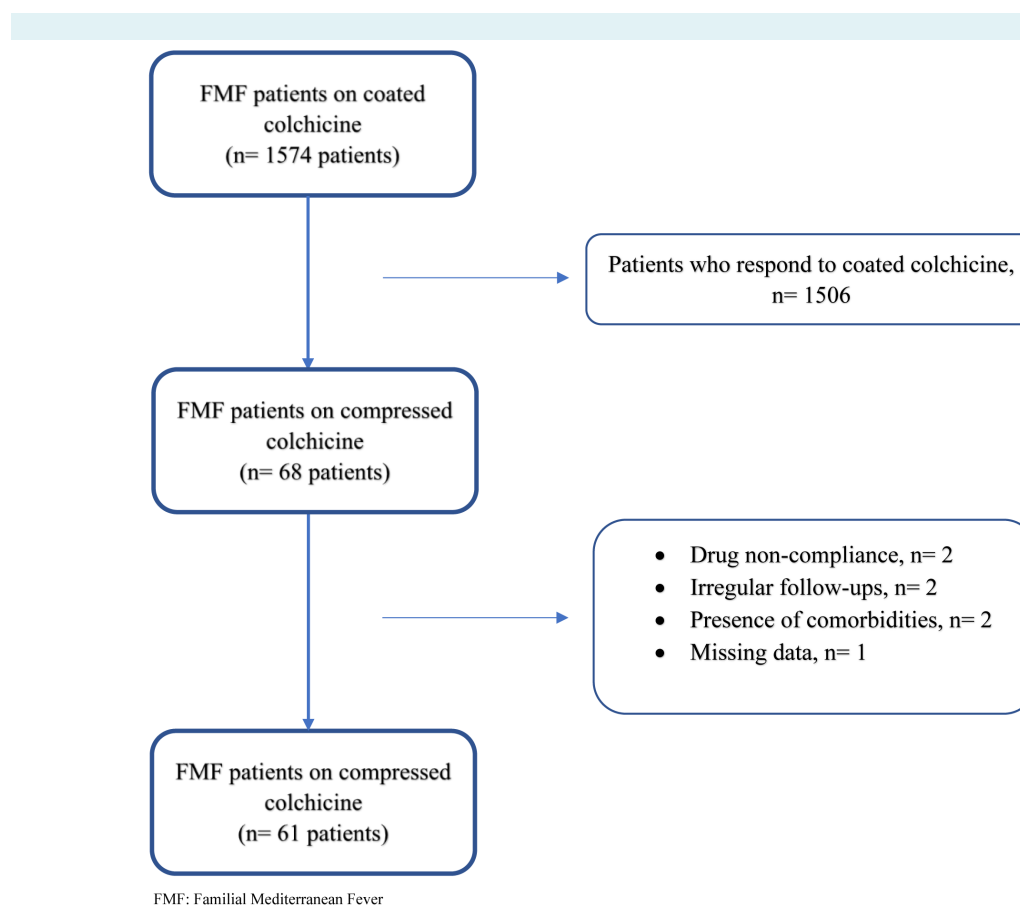 FMF patients on coated
colchicine
(n= 1574 patients)
Patients who respond to coated colchicine,
n= 1506
FMF patients on compressed
colchicine
(n= 68 patients)
• Drug non-compliance, n= 2
• Irregular follow-ups, n= 2
• Presence of comorbidities, n= 2
• Missing data, n= 1
FMF patients on compressed
colchicine
(n= 61 patients)
FMF: Familial Mediterranean Fever